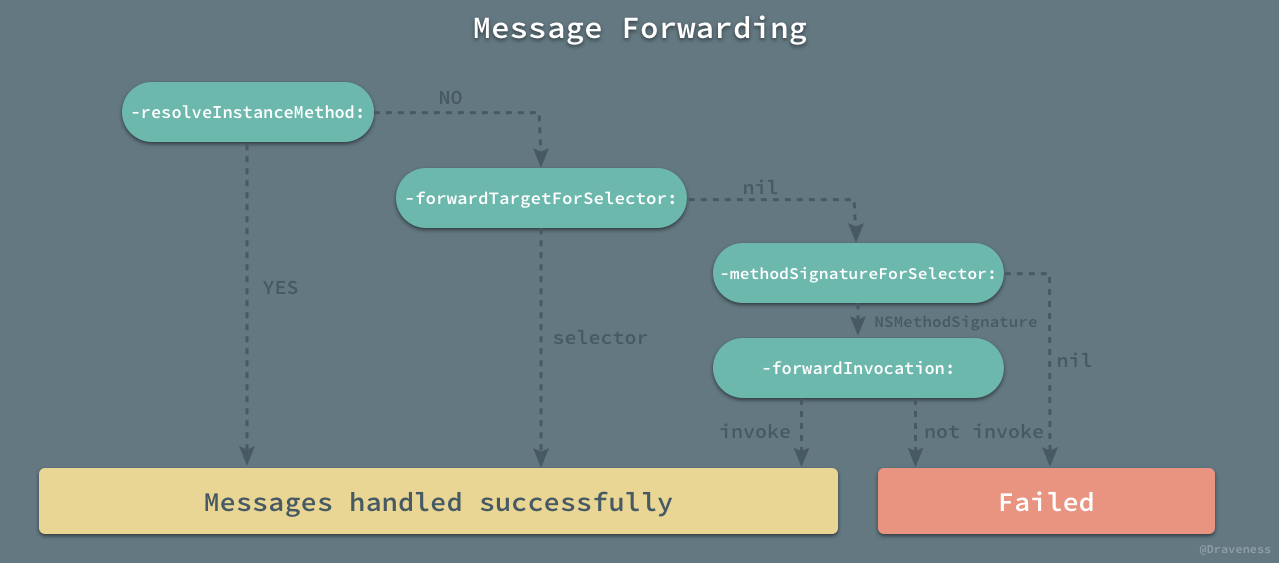 Message Forwarding
-resolveInstanceMethod:
NO
-forwardTargetForSelector:
nil
-methodSignatureForSelector:
YES
NSMethodSignature
selector
nil
-forwardInvocation:
invoke
not invoke
Messages handled successfully
Failed
@Draveness